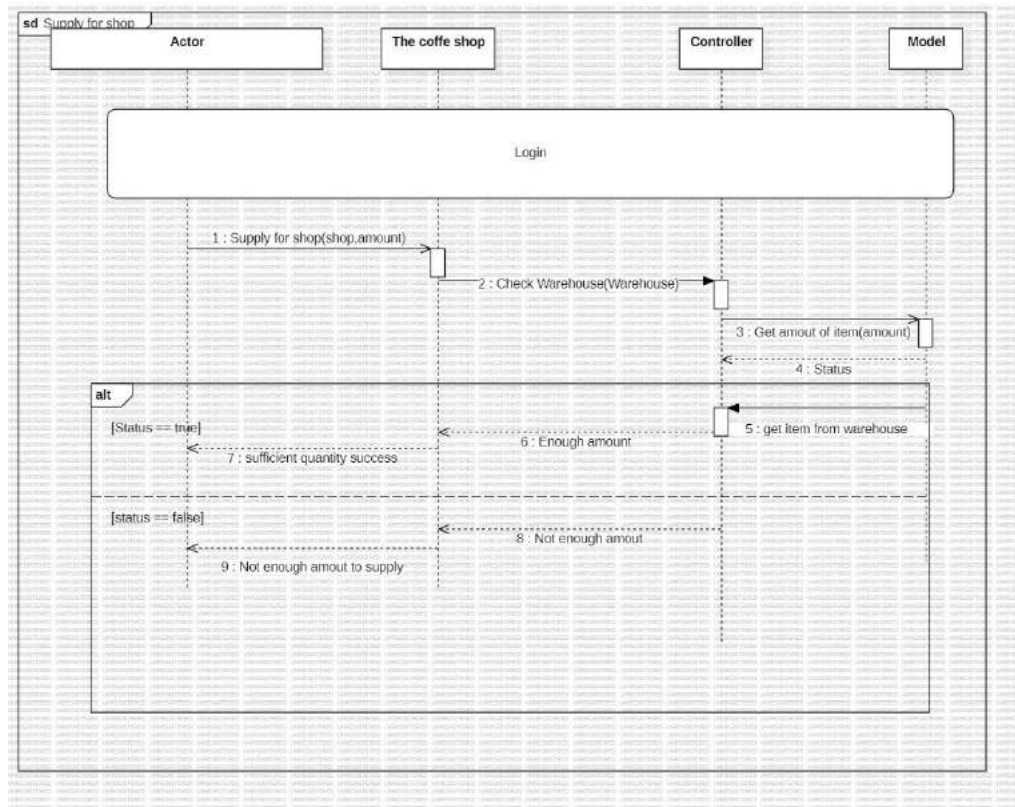 sd Supply for shop
Actor
The coffe shop
Controller
Model
Login
1 : Supply for shop(shop,amount)
2 : Check Warehouse(Warehouse)
3 : Get amout of item(amount)
4 : Status
alt
[Status == true]
5 : get item from warehouse
6 : Enough amount
7 : sufficient quantity success
[status == false]
8 : Not enough amout
9 : Not enough amout to supply